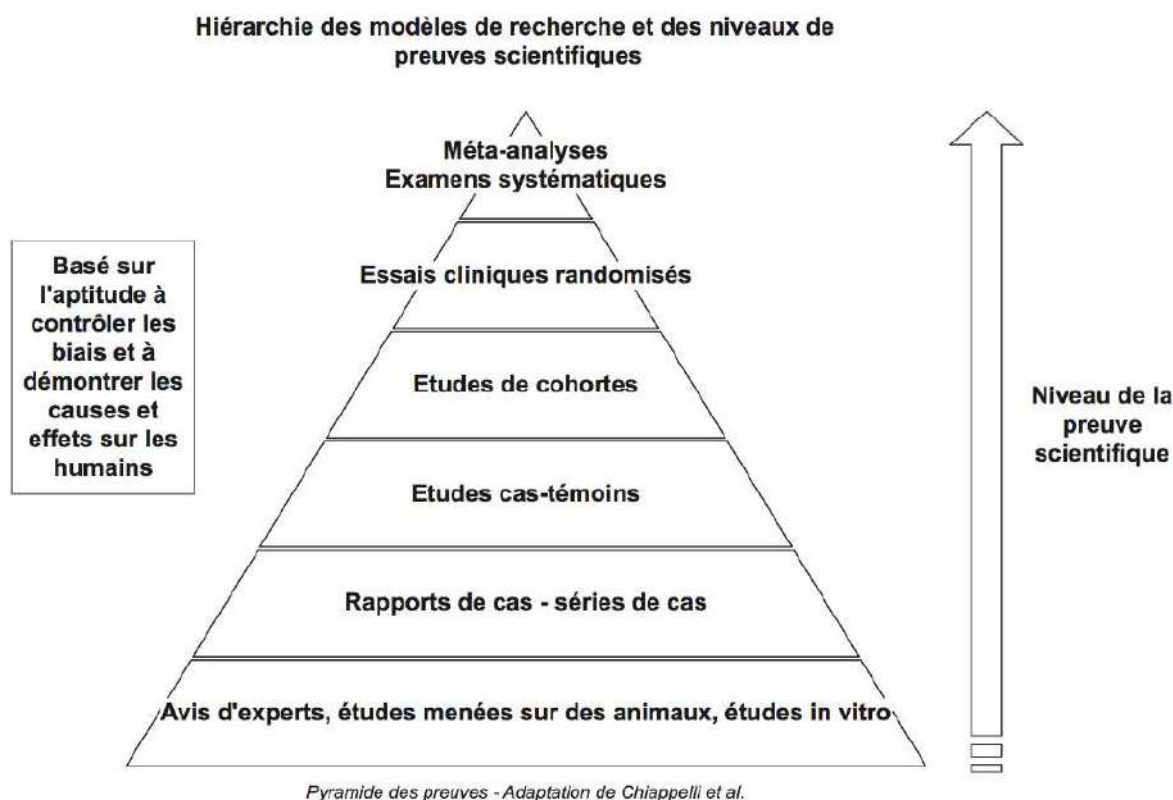 Hiérarchie des modèles de recherche et des niveaux de
preuves scientifiques
Méta-analyses
Examens systématiques
Essais cliniques randomisés
Etudes de cohortes
Etudes cas-témoins
Rapports de cas - séries de cas
Avis d'experts, études menées sur des animaux, études in vitro
Basé sur
l'aptitude à
contrôler les
biais et à
démontrer les
causes et
effets sur les
humains
Niveau de la
preuve
scientifique
Pyramide des preuves - Adaptation de Chiappelli et al.